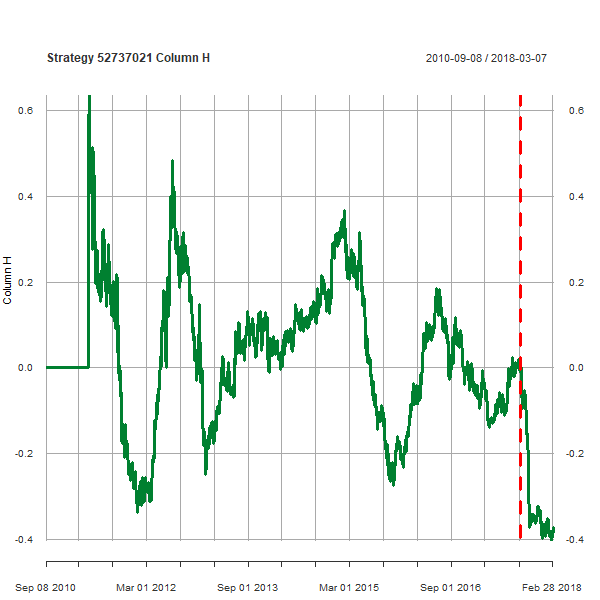 Strategy 52737021 Column H 2010-09-08 / 2018-03-07
0.6 0.6
0.4 0.4
0.2 0.2
Column H
0.0 0.0
-0.2 -0.2
-0.4 -0.4
Sep 08 2010 Mar 01 2012 Sep 01 2013 Mar 01 2015 Sep 01 2016 Feb 28 2018